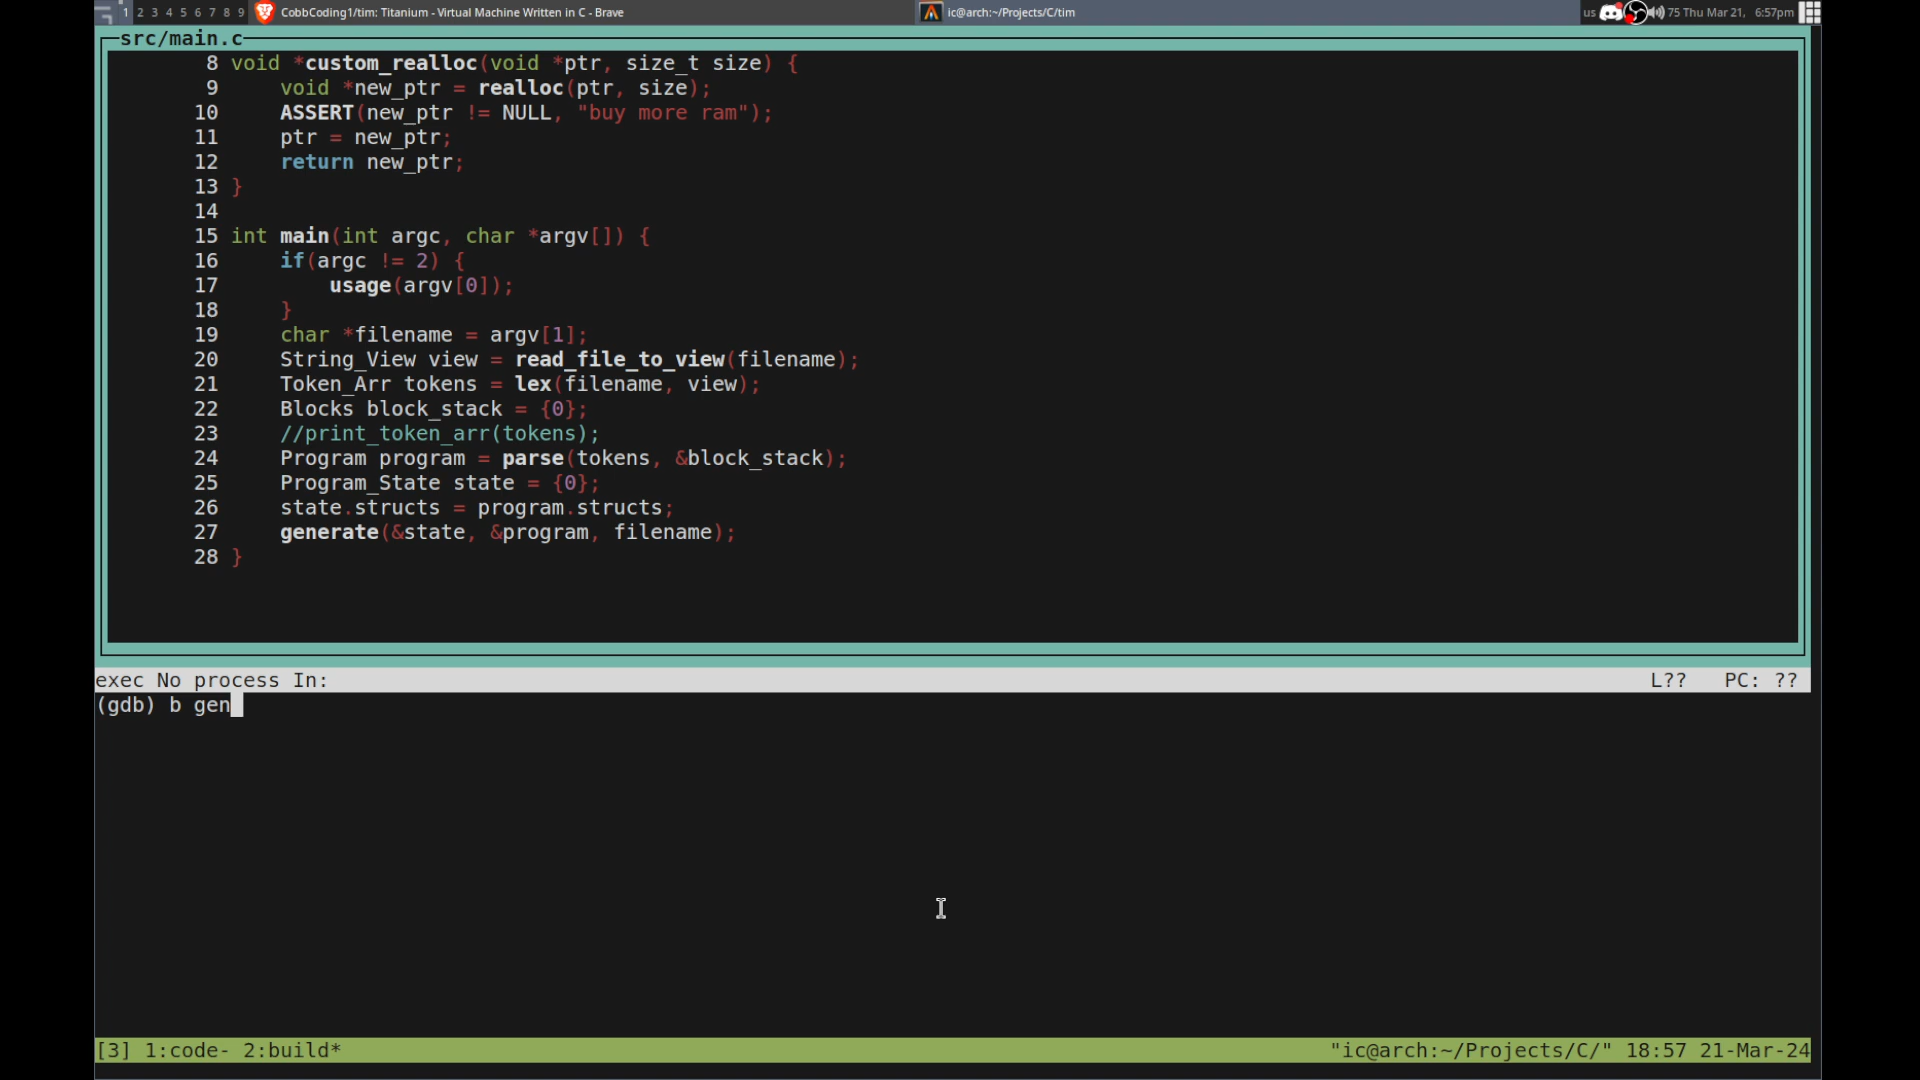 1 2 3 4 5 6 7 8 9 CobbCoding1/tim: Titanium - Virtual Machine Written in C - Brave ic@arch:~/Projects/C/tim us 75 Thu Mar 21, 6:57pm
src/main.c
8 void *custom_realloc(void *ptr, size_t size) {
9     void *new_ptr = realloc(ptr, size);
10     ASSERT(new_ptr != NULL, "buy more ram");
11     ptr = new_ptr;
12     return new_ptr;
13 }
14
15 int main(int argc, char *argv[]) {
16     if(argc != 2) {
17         usage(argv[0]);
18     }
19     char *filename = argv[1];
20     String_View view = read_file_to_view(filename);
21     Token_Arr tokens = lex(filename, view);
22     Blocks block_stack = {0};
23     //print_token_arr(tokens);
24     Program program = parse(tokens, &block_stack);
25     Program_State state = {0};
26     state.structs = program.structs;
27     generate(&state, &program, filename);
28 }
exec No process In: L?? PC: ??
(gdb) b gen
[3] 1:code- 2:build* "ic@arch:~/Projects/C/" 18:57 21-Mar-24